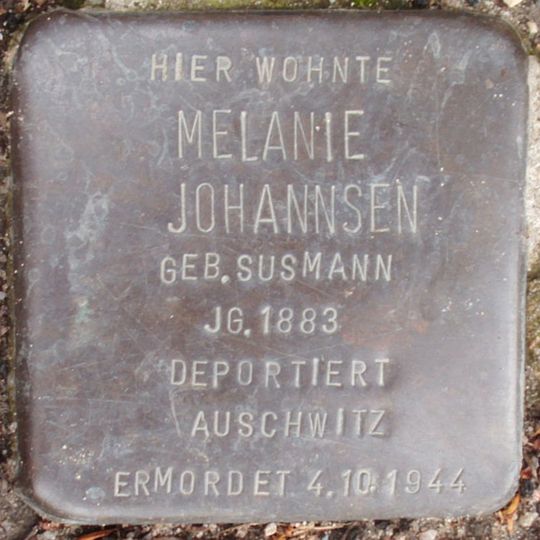 HIER WOHNTE
MELANIE
JOHANNSEN
GEB. SUSMANN
JG. 1883
DEPORTIERT
AUSCHWITZ
ERMORDET 4.10.1944